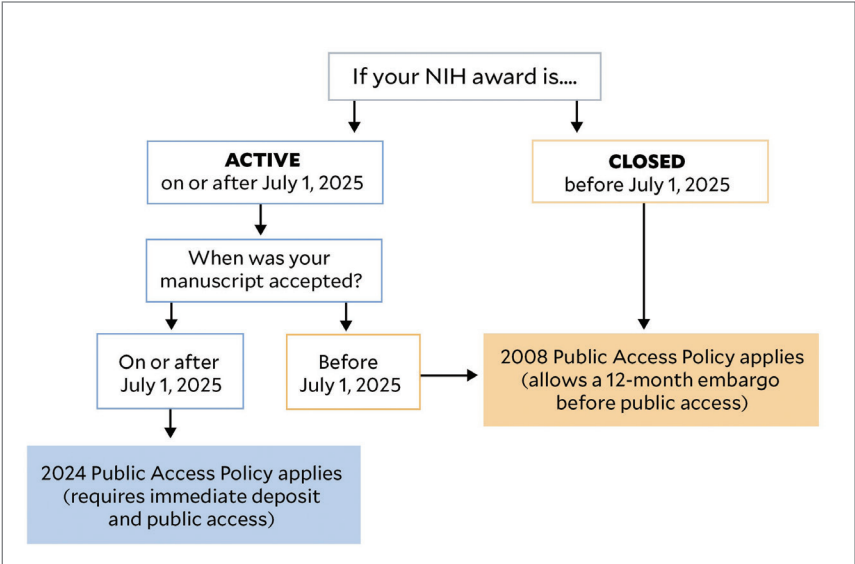 If your NIH award is....
ACTIVE
on or after July 1, 2025
CLOSED
before July 1, 2025
When was your
manuscript accepted?
On or after
July 1, 2025
Before
July 1, 2025
2008 Public Access Policy applies
(allows a 12-month embargo
before public access)
2024 Public Access Policy applies
(requires immediate deposit
and public access)